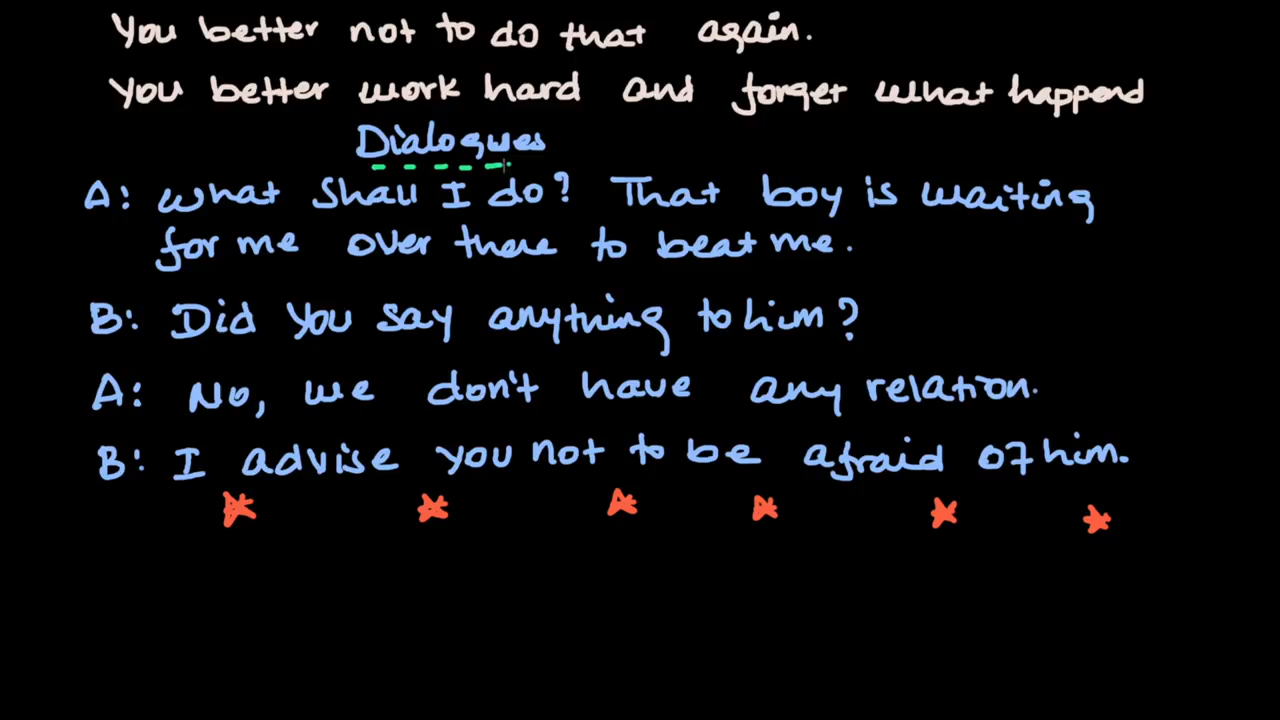 You better not to do that again.
You better work hard and forget what happend
Dialogues
A: What Shall I do? That boy is waiting
for me over there to beat me.
B: Did You say anything to him?
A: No, we don't have any relation.
B: I advise you not to be afraid of him.